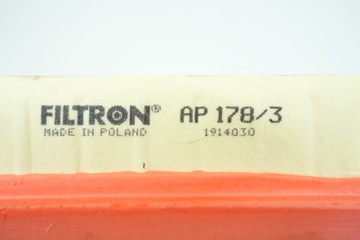 FILTRON® AP 178/3
MADE IN POLAND 1914030